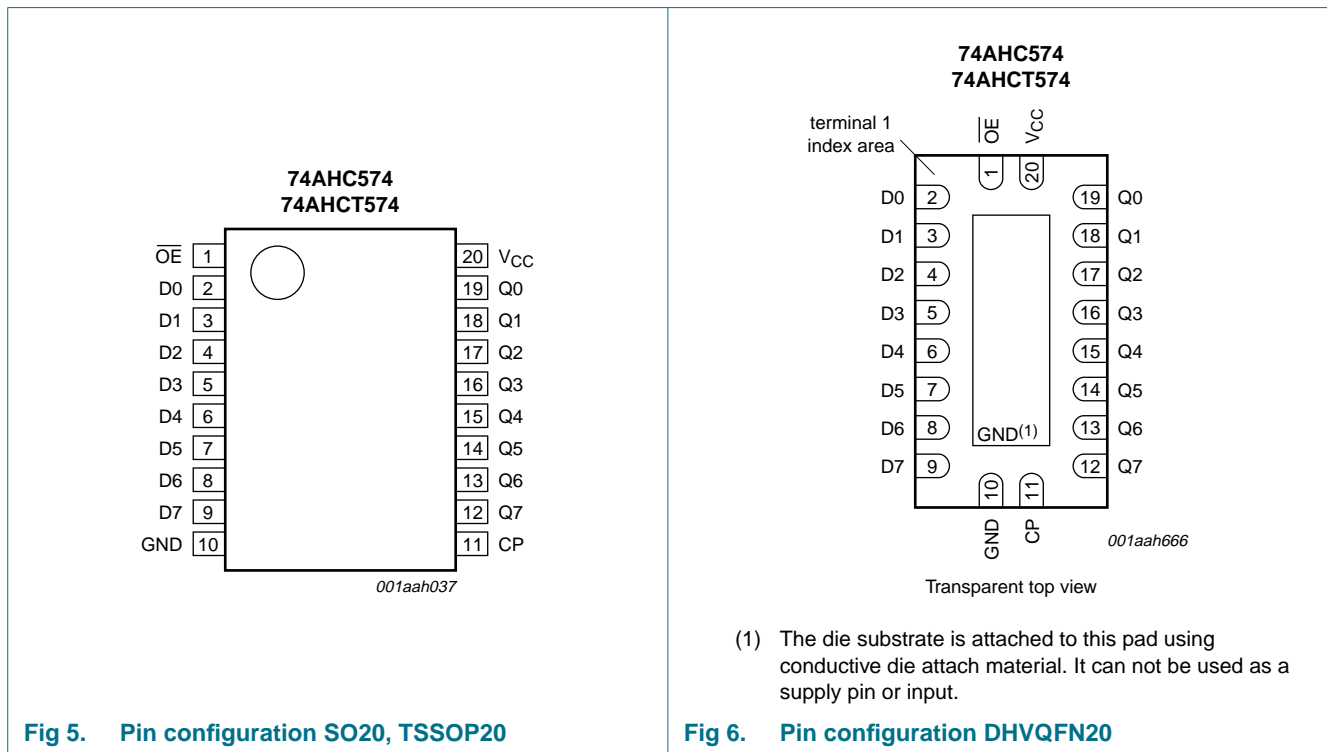 74AHC574
74AHCT574
OE 1
D0 2
D1 3
D2 4
D3 5
D4 6
D5 7
D6 8
D7 9
GND 10
20 VCC
19 Q0
18 Q1
17 Q2
16 Q3
15 Q4
14 Q5
13 Q6
12 Q7
11 CP
001aah037
Fig 5. Pin configuration SO20, TSSOP20
74AHC574
74AHCT574
terminal 1
index area
OE
VCC
1
20
D0 2
D1 3
D2 4
D3 5
D4 6
D5 7
D6 8
D7 9
19 Q0
18 Q1
17 Q2
16 Q3
15 Q4
14 Q5
13 Q6
12 Q7
GND(1)
10
11
GND
CP
001aah666
Transparent top view
(1) The die substrate is attached to this pad using
conductive die attach material. It can not be used as a
supply pin or input.
Fig 6. Pin configuration DHVQFN20